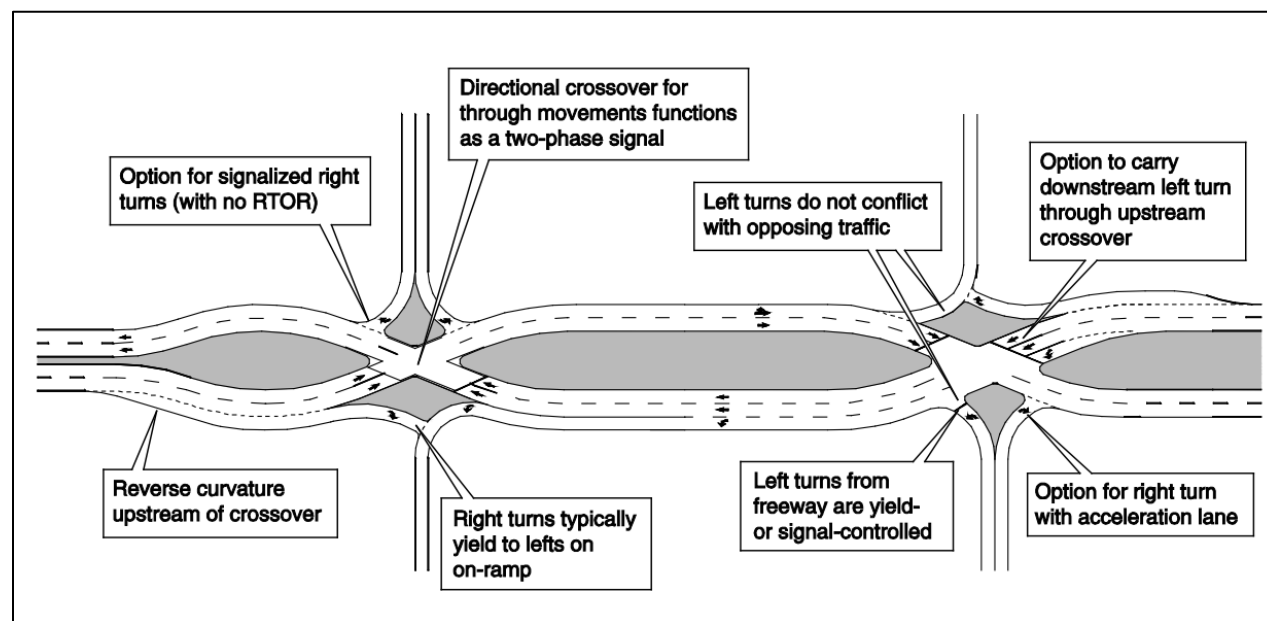 Directional crossover for
through movements functions
as a two-phase signal
Option for signalized right
turns (with no RTOR)
Left turns do not conflict
with opposing traffic
Option to carry
downstream left turn
through upstream
crossover
Reverse curvature
upstream of crossover
Right turns typically
yield to lefts on
on-ramp
Left turns from
freeway are yield-
or signal-controlled
Option for right turn
with acceleration lane